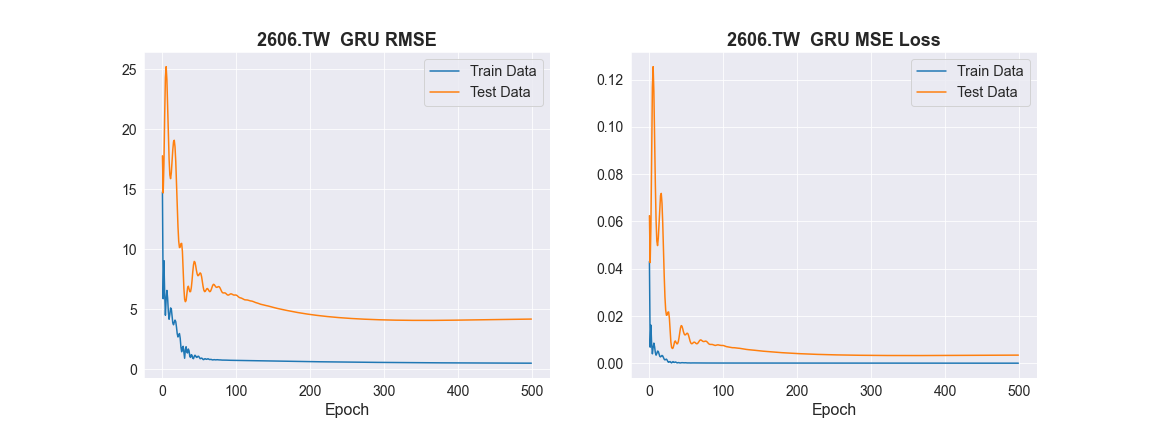 2606.TW  GRU RMSE
Train Data
Test Data
25
20
15
10
5
0
0 100 200 300 400 500
Epoch
2606.TW  GRU MSE Loss
Train Data
Test Data
0.12
0.10
0.08
0.06
0.04
0.02
0.00
0 100 200 300 400 500
Epoch